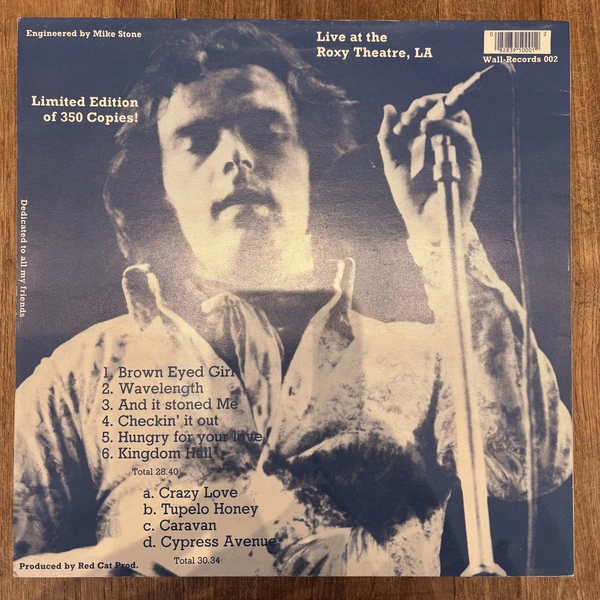 Engineered by Mike Stone
Live at the
Roxy Theatre, LA
Wall-Records 002
Limited Edition
of 350 Copies!
Dedicated to all my friends
1. Brown Eyed Girl
2. Wavelength
3. And it stoned Me
4. Checkin' it out
5. Hungry for your love
6. Kingdom Hall
Total 28.40
a. Crazy Love
b. Tupelo Honey
c. Caravan
d. Cypress Avenue
Total 30.34
Produced by Red Cat Prod.